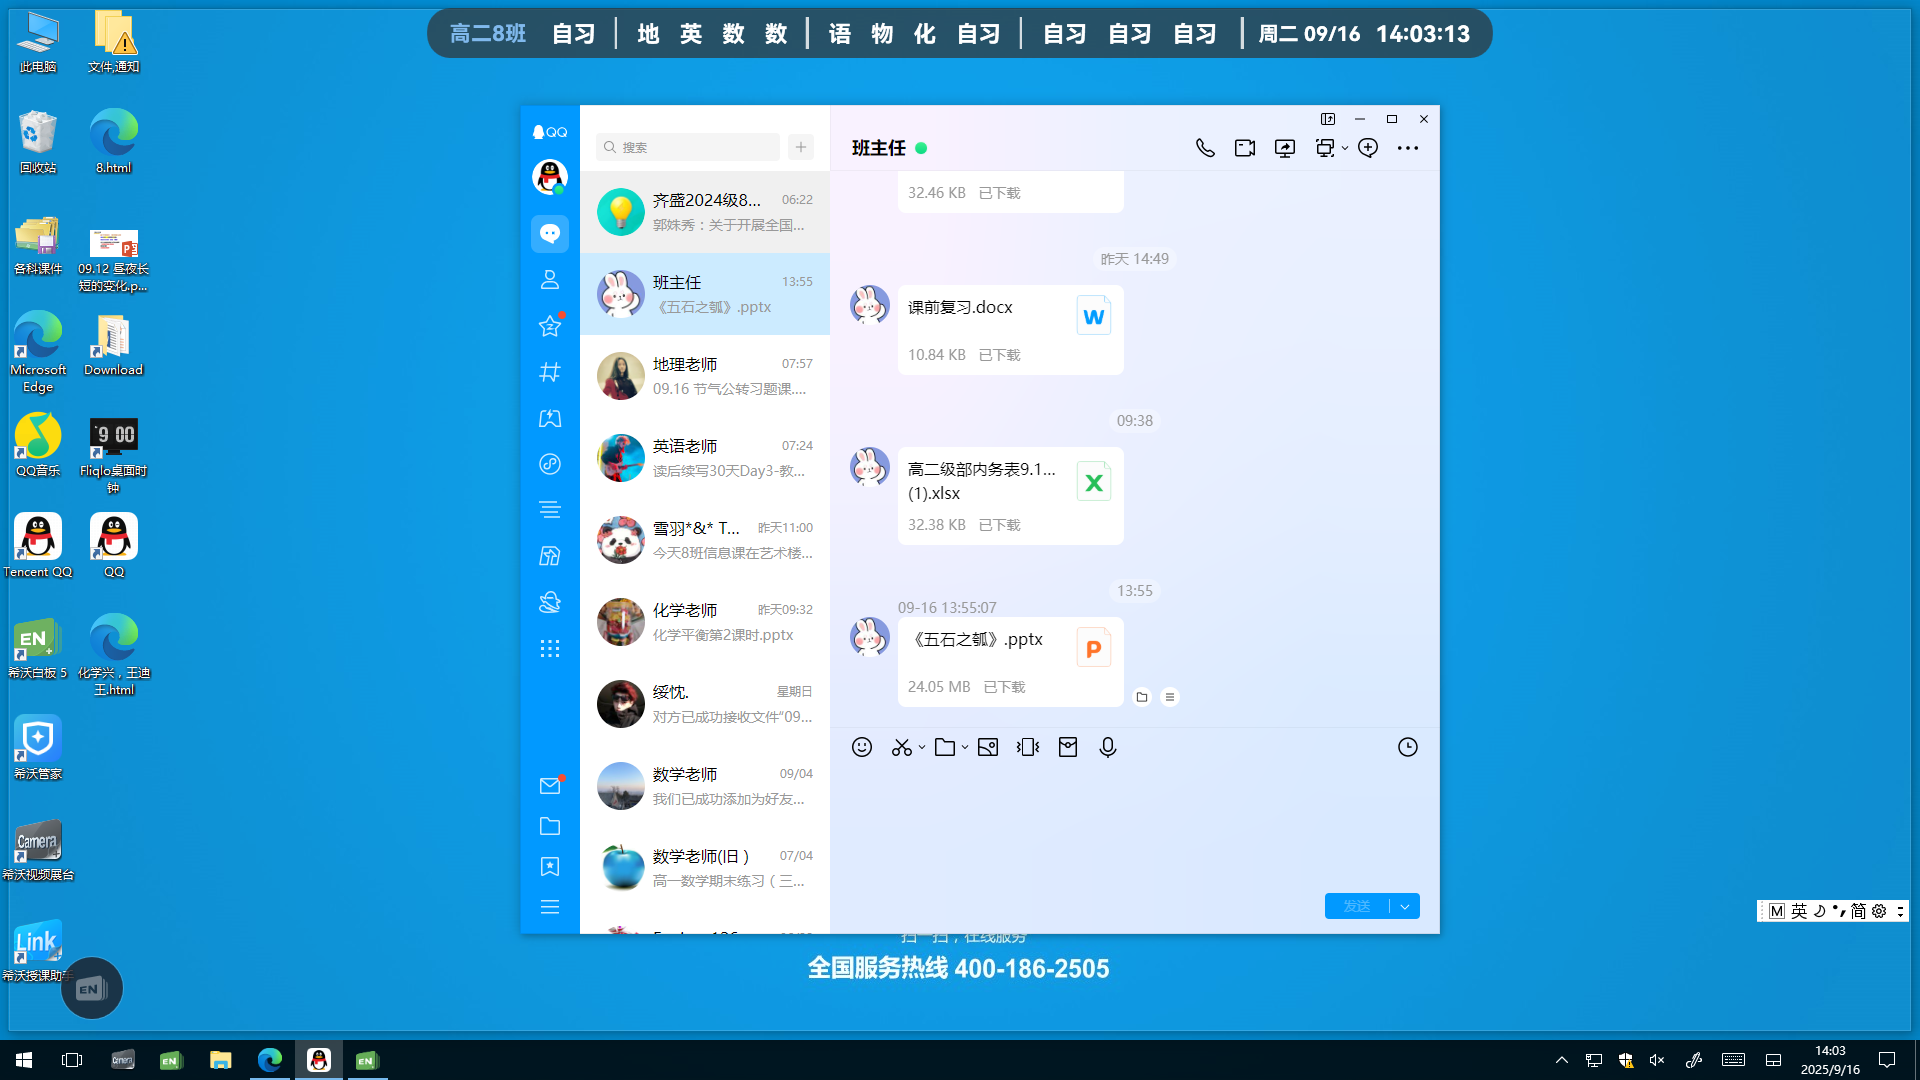 高二8班 自习 | 地 英 数 数 | 语 物 化 自习 | 自习 自习 自习 | 周二 09/16 14:03:13
此电脑
文件,通知
回收站
8.html
各科课件
09.12 昼夜长
短的变化.p...
Microsoft
Edge
Download
QQ音乐
Fliqlo桌面时
钟
Tencent QQ
QQ
EN
希沃白板 5
化学兴，王迪
王.html
希沃管家
Camera
希沃视频展台
Link
希沃授课助手
EN
QQ
搜索
齐盛2024级8... 06:22
郭姝秀：关于开展全国...
班主任 13:55
《五石之瓠》.pptx
地理老师 07:57
09.16 节气公转习题课....
英语老师 07:24
读后续写30天Day3-教...
雪羽*&* T... 昨天11:00
今天8班信息课在艺术楼...
化学老师 昨天09:32
化学平衡第2课时.pptx
绥忱. 星期日
对方已成功接收文件"09...
数学老师 09/04
我们已成功添加为好友...
数学老师(旧 ) 07/04
高一数学期末练习（三...
班主任
32.46 KB 已下载
昨天 14:49
课前复习.docx
W
10.84 KB 已下载
09:38
高二级部内务表9.1...
(1).xlsx
X
32.38 KB 已下载
13:55
09-16 13:55:07
《五石之瓠》.pptx
P
24.05 MB 已下载
发送
扫一扫，在线服务
全国服务热线 400-186-2505
M 英 简
Camera
EN
EN
14:03
2025/9/16